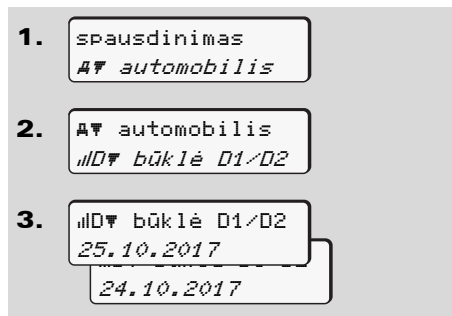 1. spausdinimas
automobilis
2. automobilis
D▼ būklė D1/D2
3. D▼ būklė D1/D2
25.10.2017
24.10.2017